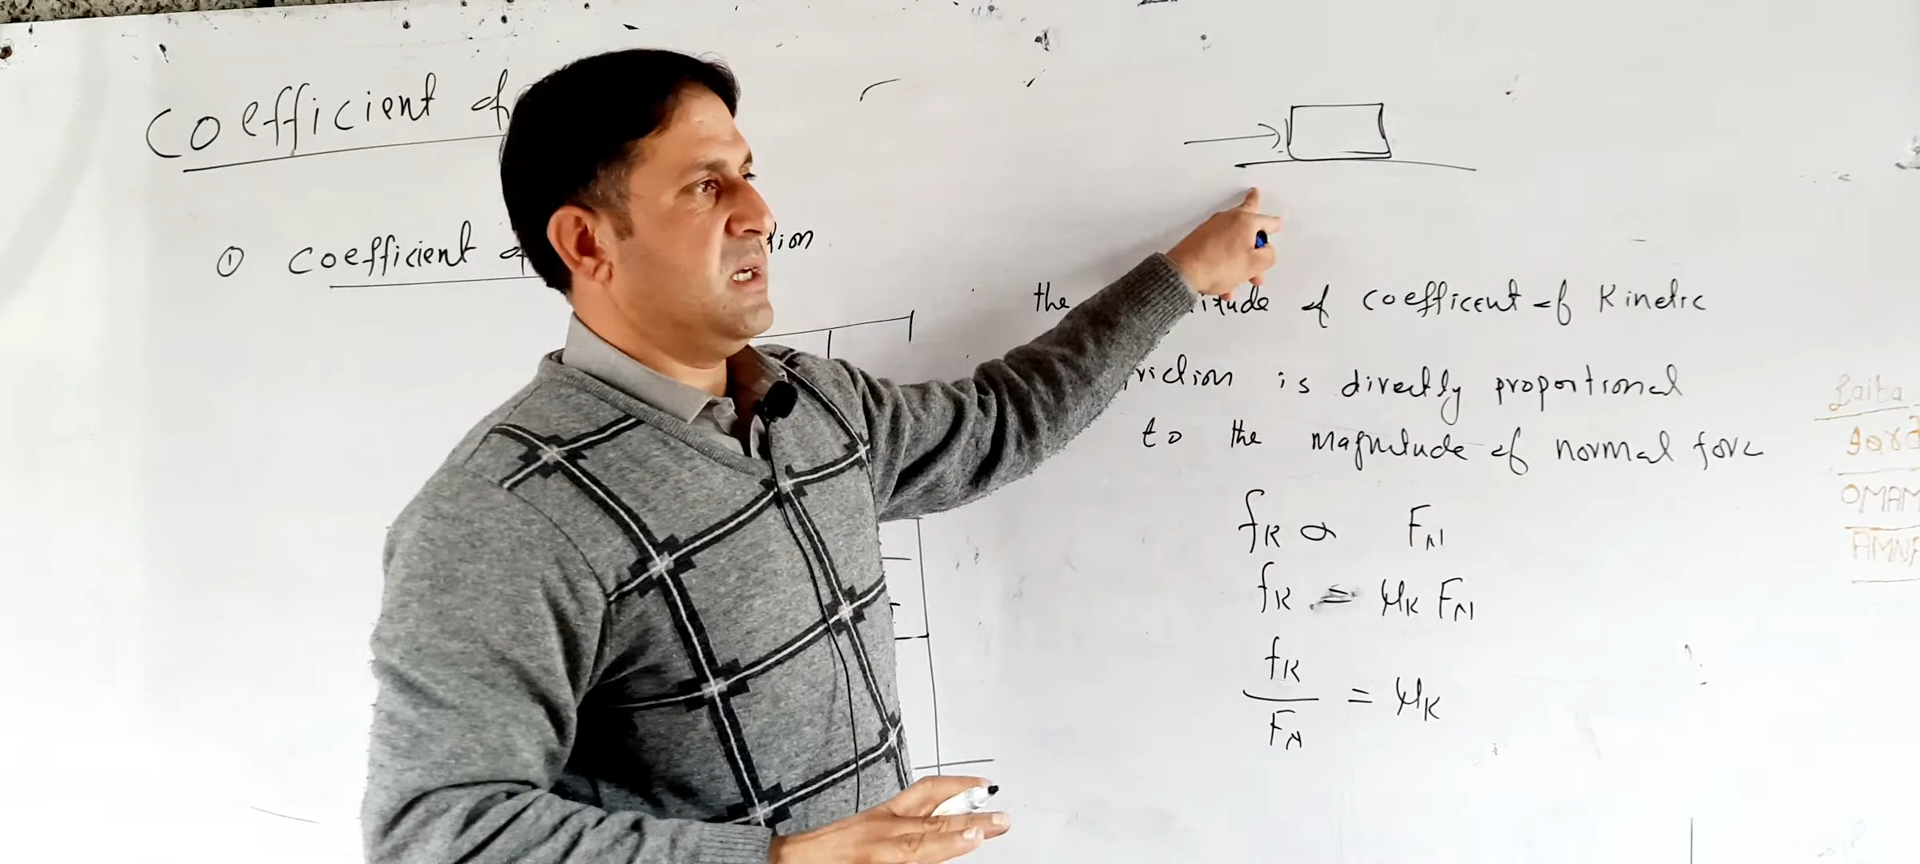 Coefficient of
① Coefficient of tion
the itude of coefficent of Kinetic
riction is directly proportional
to the magnitude of normal forc
fK ∝ FN
fK = μK FN
fK
/FN = μK
Laiba
OMAM
AMNA